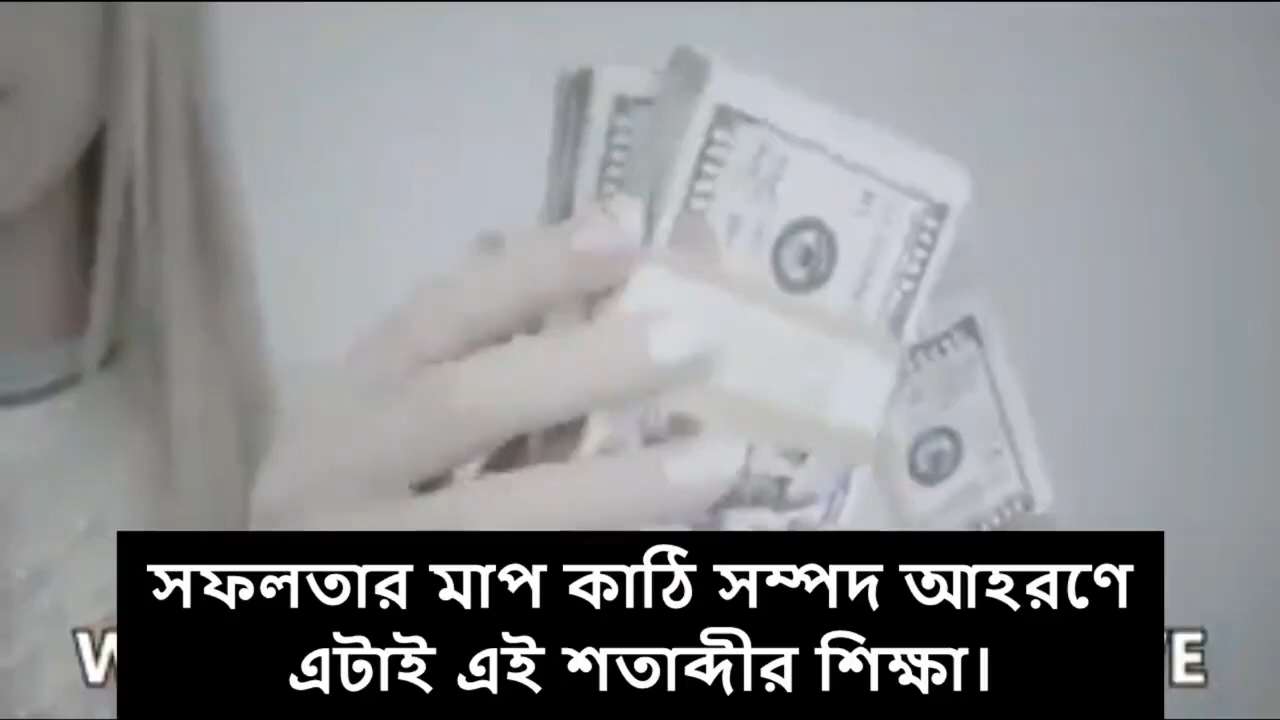 সফলতার মাপ কাঠি সম্পদ আহরণে
এটাই এই শতাব্দীর শিক্ষা।